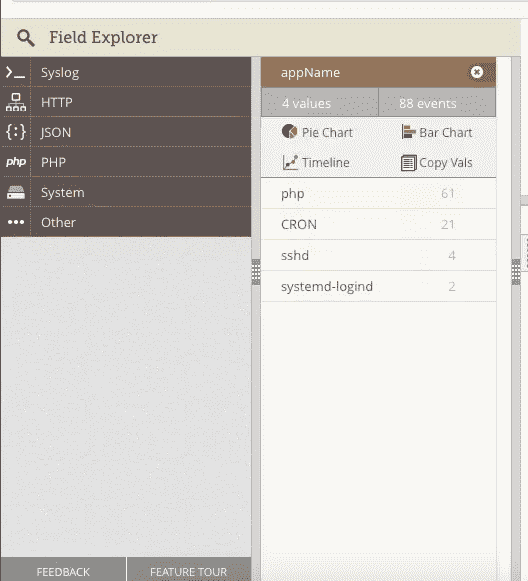 Field Explorer
Syslog
HTTP
{:} JSON
php PHP
System
Other
FEEDBACK
FEATURE TOUR
appName
4 values
88 events
Pie Chart
Bar Chart
Timeline
Copy Vals
php 61
CRON 21
sshd 4
systemd-logind 2